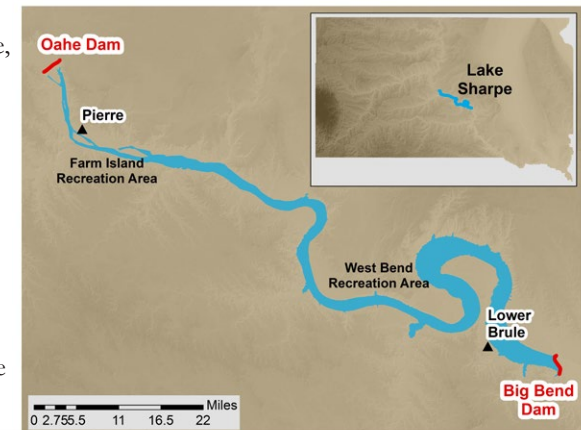 e,
Oahe Dam
Pierre
Farm Island
Recreation Area
Lake
Sharpe
West Bend
Recreation Area
Lower
Brule
Big Bend
Dam
e
Miles
0 2.755.5 11 16.5 22